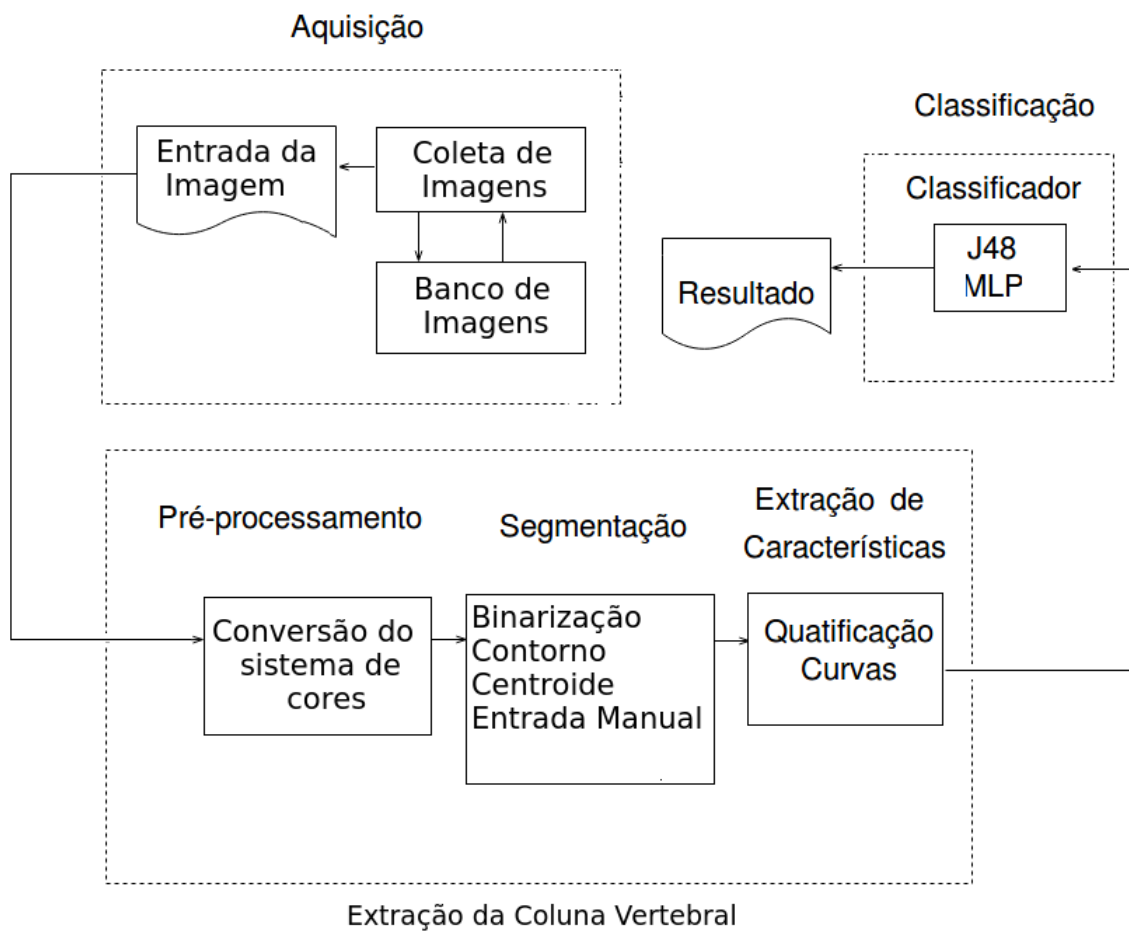 Aquisição
Entrada da
Imagem
Coleta de
Imagens
Banco de
Imagens
Classificação
Classificador
J48
MLP
Resultado
Pré-processamento
Conversão do
sistema de
cores
Segmentação
Binarização
Contorno
Centroide
Entrada Manual
Extração de
Características
Quatificação
Curvas
Extração da Coluna Vertebral